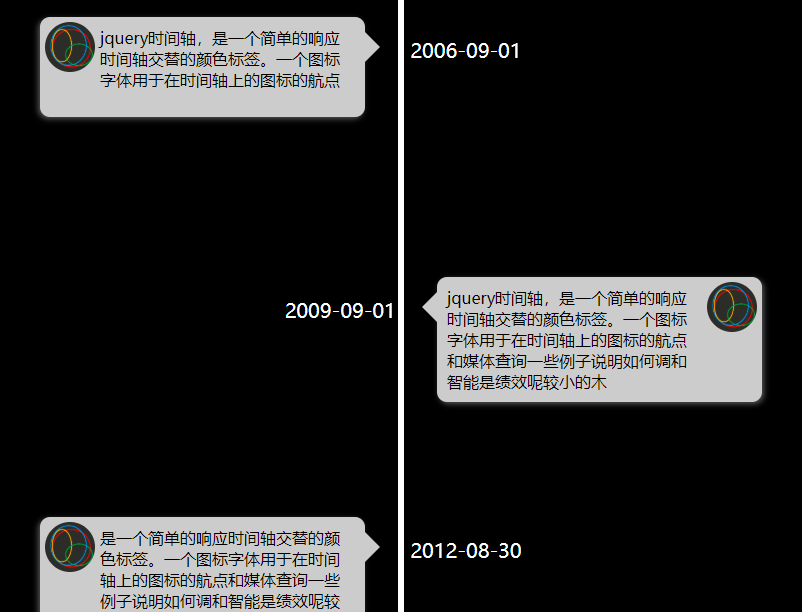 jquery时间轴，是一个简单的响应
时间轴交替的颜色标签。一个图标
字体用于在时间轴上的图标的航点
2006-09-01
2009-09-01
jquery时间轴，是一个简单的响应
时间轴交替的颜色标签。一个图标
字体用于在时间轴上的图标的航点
和媒体查询一些例子说明如何调和
智能是绩效呢较小的木
是一个简单的响应时间轴交替的颜
色标签。一个图标字体用于在时间
轴上的图标的航点和媒体查询一些
例子说明如何调和智能是绩效呢较
2012-08-30